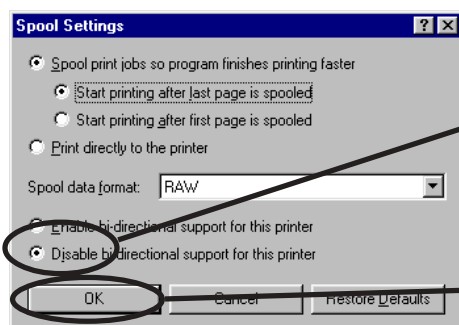 Spool Settings
Spool print jobs so program finishes printing faster
Start printing after last page is spooled
Start printing after first page is spooled
Print directly to the printer
Spool data format: RAW
Enable bi-directional support for this printer
Disable bi-directional support for this printer
OK Cancel Restore Defaults